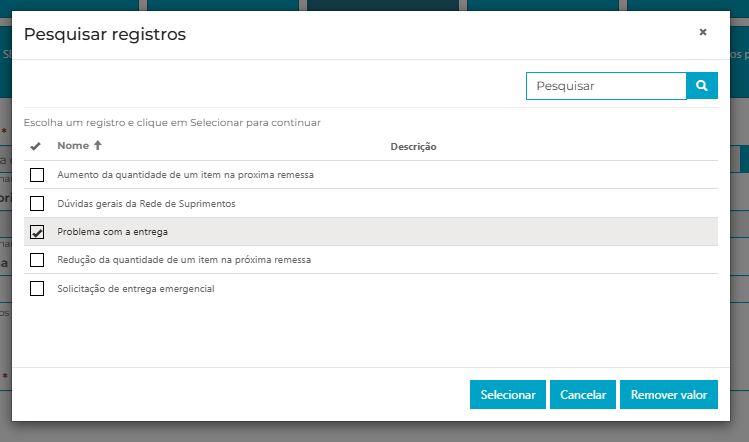 Pesquisar registros
×
Pesquisar
Escolha um registro e clique em Selecionar para continuar
Nome Descrição
Aumento da quantidade de um item na proxima remessa
Dúvidas gerais da Rede de Suprimentos
Problema com a entrega
Redução da quantidade de um item na próxima remessa
Solicitação de entrega emergencial
Selecionar Cancelar Remover valor